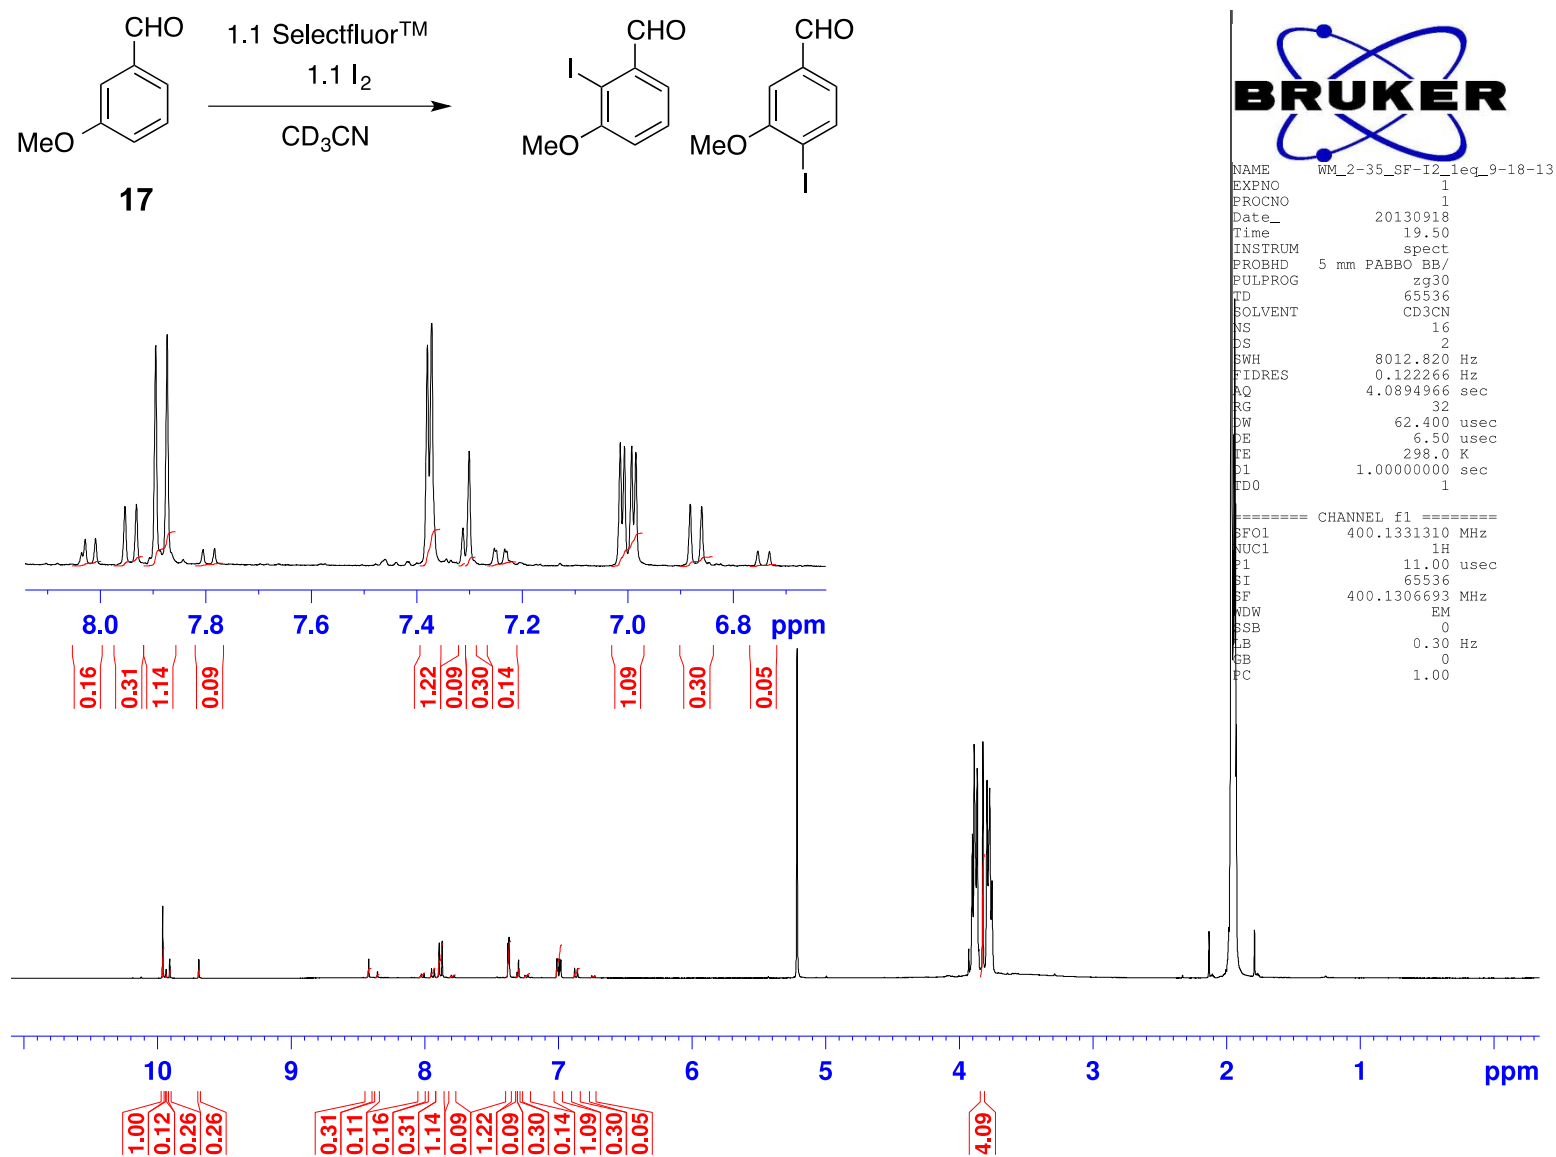 CHO
1.1 Selectfluor™
1.1 I2
CD3CN
MeO
17
CHO
I
MeO
CHO
MeO
I
BRUKER
NAME WM_2-35_SF-I2_1eq_9-18-13
EXPNO 1
PROCNO 1
Date_ 20130918
Time 19.50
INSTRUM spect
PROBHD 5 mm PABBO BB/
PULPROG zg30
TD 65536
SOLVENT CD3CN
NS 16
DS 2
SWH 8012.820 Hz
FIDRES 0.122266 Hz
AQ 4.0894966 sec
RG 32
DW 62.400 usec
DE 6.50 usec
TE 298.0 K
D1 1.00000000 sec
TD0 1
======== CHANNEL f1 ========
SFO1 400.1331310 MHz
NUC1 1H
P1 11.00 usec
SI 65536
SF 400.1306693 MHz
WDW EM
SSB 0
LB 0.30 Hz
GB 0
PC 1.00
8.0 7.8 7.6 7.4 7.2 7.0 6.8 ppm
0.16 0.31 1.14 0.09 1.22 0.09 0.30 0.14 1.09 0.30 0.05
10 9 8 7 6 5 4 3 2 1 ppm
1.00 0.12 0.26 0.26 0.31 0.11 0.16 0.31 1.14 0.09 1.22 0.09 0.30 0.14 1.09 0.30 0.05 4.09